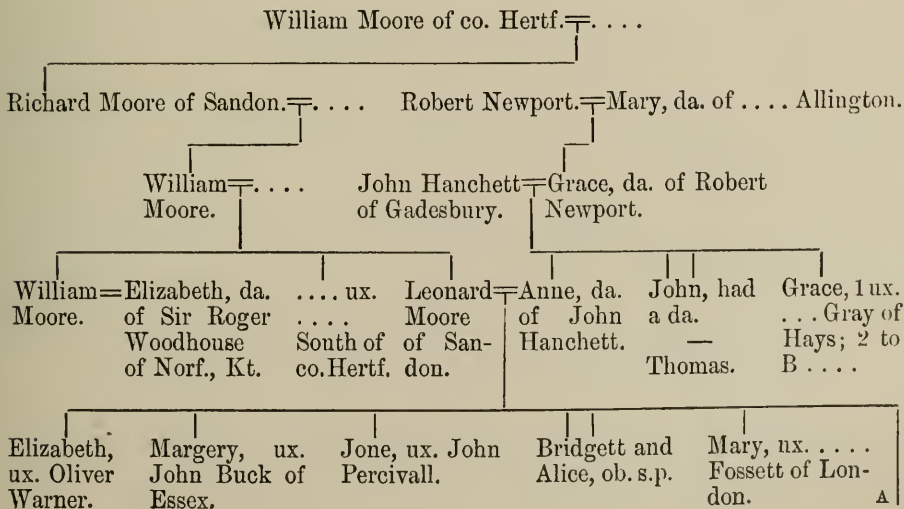 William Moore of co. Hertf.=. . . .
Richard Moore of Sandon.=. . . . Robert Newport.=Mary, da. of . . . . Allington.
William=. . . . John Hanchett=Grace, da. of Robert
Moore. of Gadesbury. Newport.
William=Elizabeth, da. . . . . ux. Leonard=Anne, da. John, had Grace, 1 ux.
Moore. of Sir Roger . . . . Moore of John a da. . . . Gray of
Woodhouse South of of San- Hanchett. — Hays; 2 to
of Norf., Kt. co. Hertf. don. Thomas. B . . . .
Elizabeth, Margery, ux. Jone, ux. John Bridgett and Mary, ux. . . . .
ux. Oliver John Buck of Percivall. Alice, ob. s.p. Fossett of Lon-
Warner. Essex. don. A